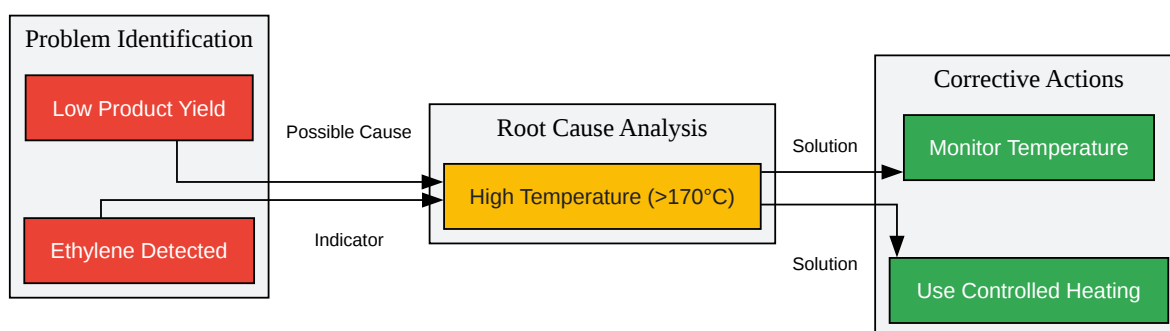 Problem Identification
Low Product Yield
Ethylene Detected
Possible Cause
Indicator
Root Cause Analysis
High Temperature (>170°C)
Solution
Solution
Corrective Actions
Monitor Temperature
Use Controlled Heating